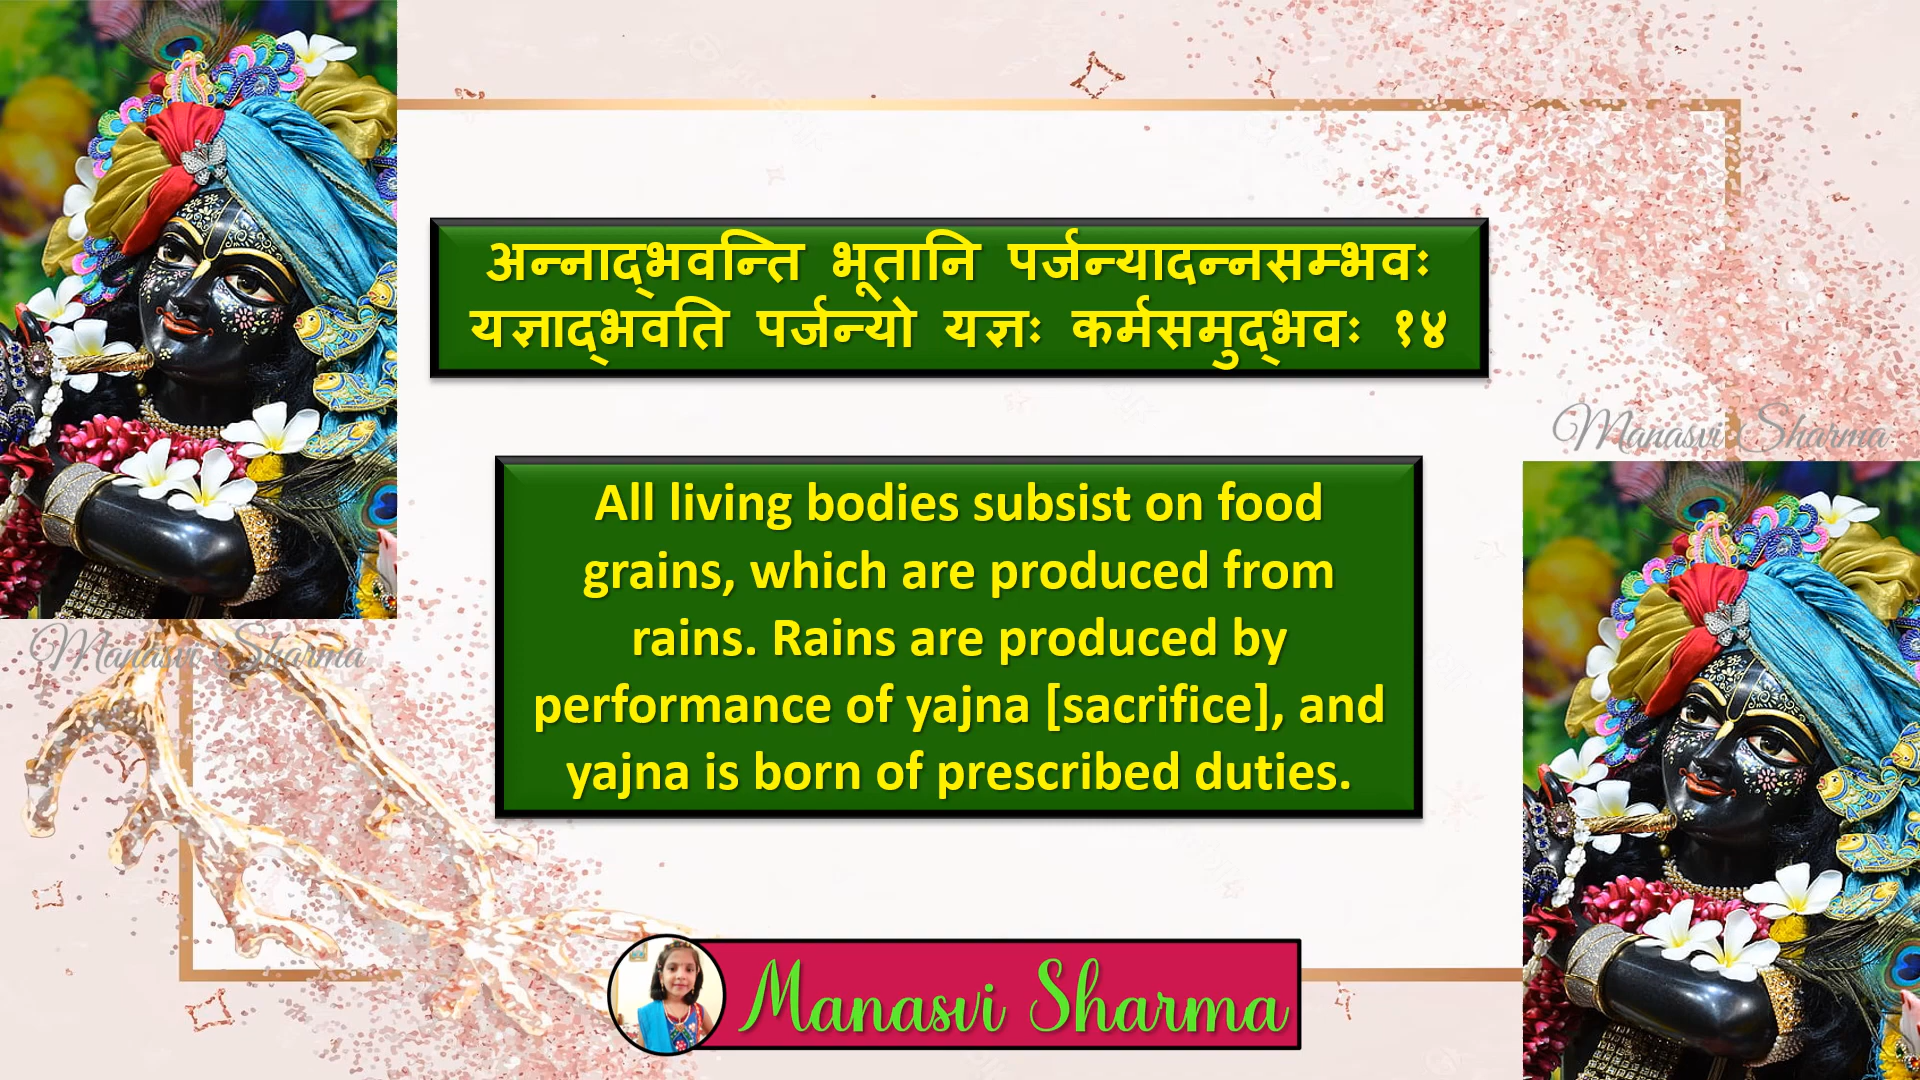 अन्नाद्भवन्ति भूतानि पर्जन्यादन्नसम्भवः
यज्ञाद्भवति पर्जन्यो यज्ञः कर्मसमुद्भवः १४
Manasvi Sharma
All living bodies subsist on food
grains, which are produced from
rains. Rains are produced by
performance of yajna [sacrifice], and
yajna is born of prescribed duties.
Manasvi Sharma
Manasvi Sharma